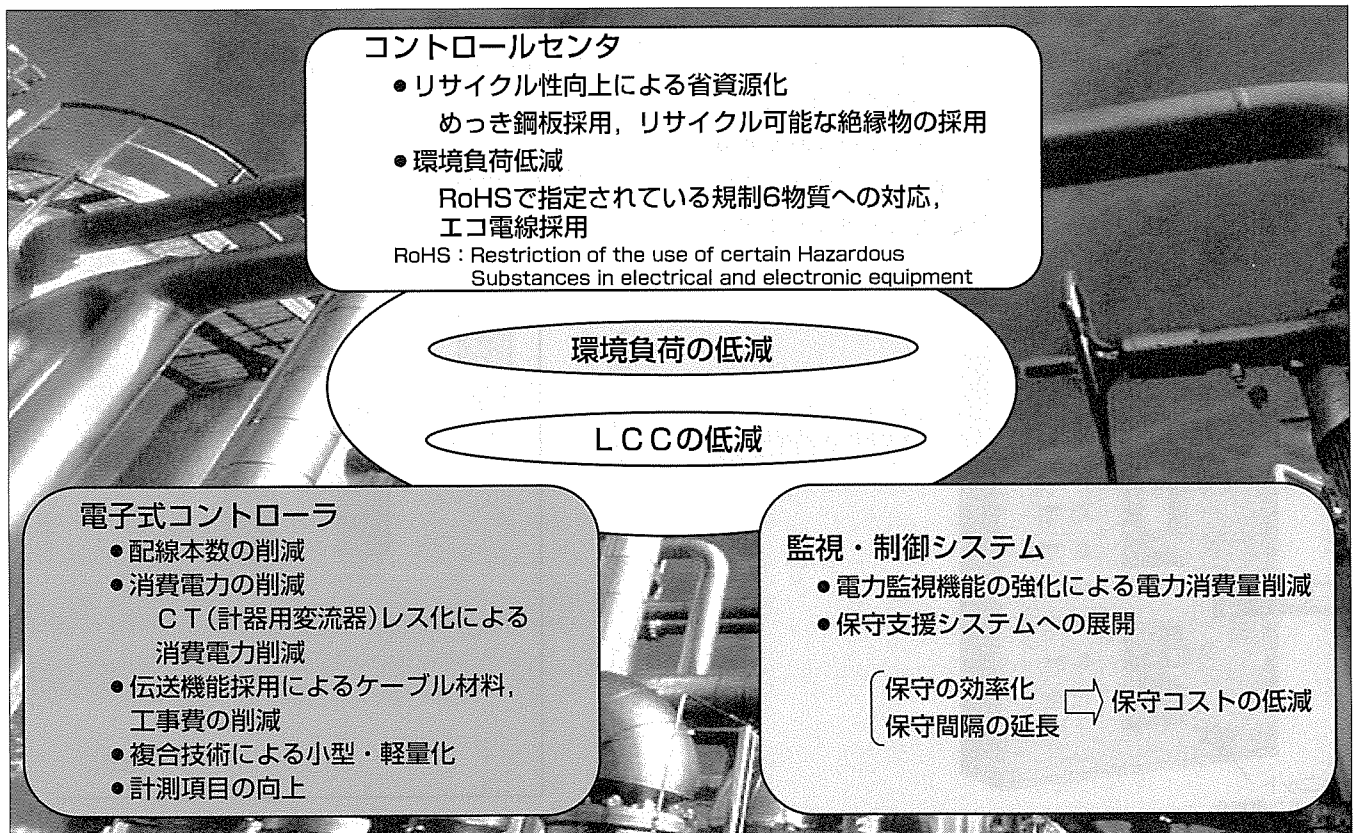 コントロールセンタ
●リサイクル性向上による省資源化
めっき鋼板採用，リサイクル可能な絶縁物の採用
●環境負荷低減
RoHSで指定されている規制6物質への対応，
エコ電線採用
RoHS：Restriction of the use of certain Hazardous
Substances in electrical and electronic equipment
環境負荷の低減
LCCの低減
電子式コントローラ
●配線本数の削減
●消費電力の削減
CT(計器用変流器)レス化による
消費電力削減
●伝送機能採用によるケーブル材料，
工事費の削減
●複合技術による小型・軽量化
●計測項目の向上
監視・制御システム
●電力監視機能の強化による電力消費量削減
●保守支援システムへの展開
保守の効率化
保守間隔の延長
⇨ 保守コストの低減